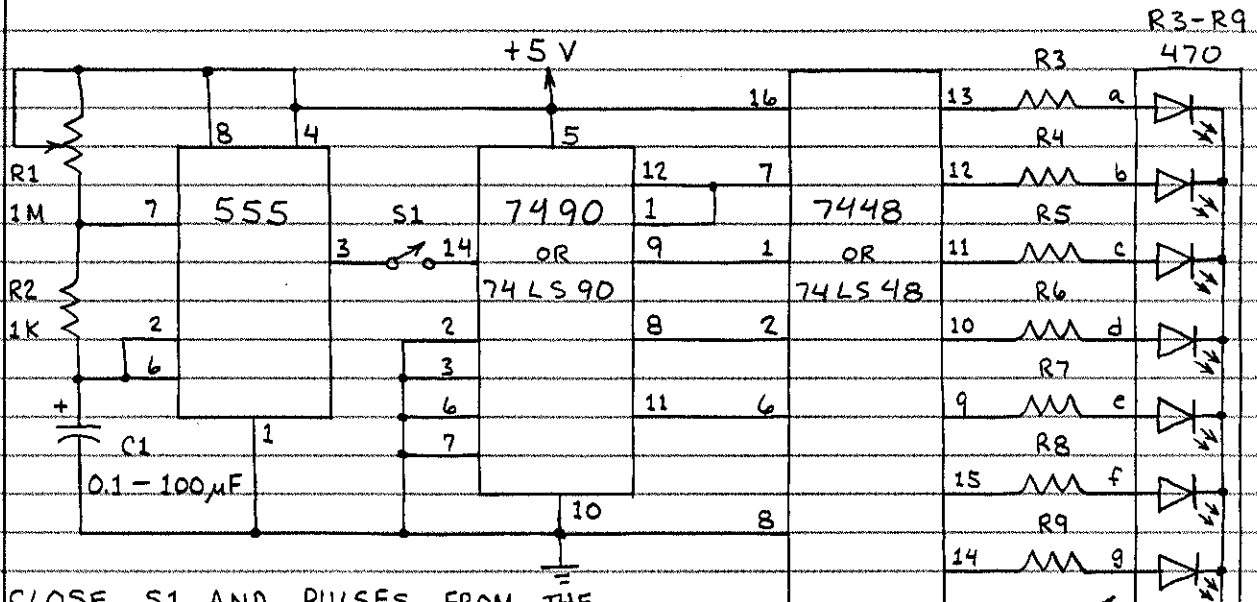 R3-R9
+5V R3 470
16 13 a
8 4 5 R4
R1 12 7 12 b
1M 7 555 S1 7490 1 7448 R5
3 14 OR 9 1 OR 11 c
R2 74LS90 74LS48 R6
1K 2 2 8 2 10 d
6 3 R7
+ 6 11 6 9 e
C1 1 7 R8
0.1-100µF 15 f
10 8 R9
14 g
CLOSE S1 AND PULSES FROM THE